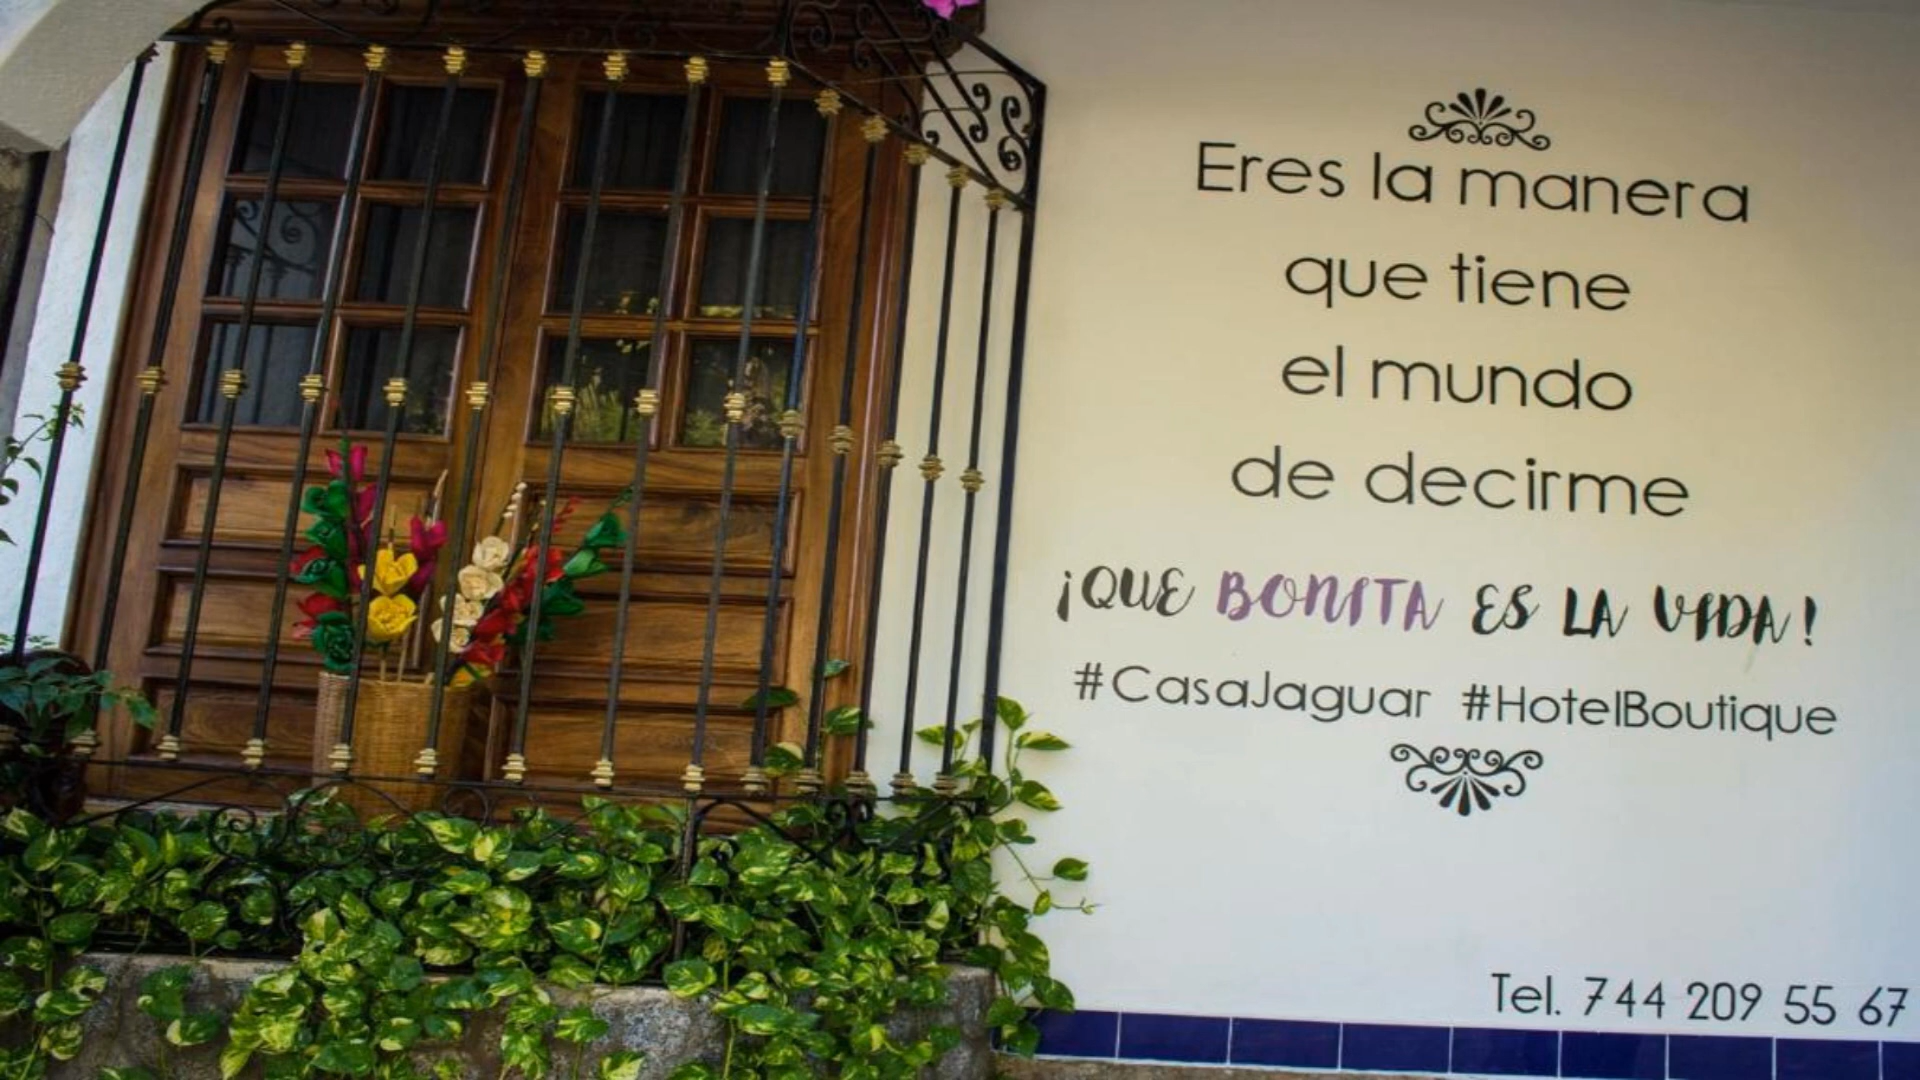 Eres la manera
que tiene
el mundo
de decirme
¡QUE BONITA ES LA VIDA!
#CasaJaguar #HotelBoutique
Tel. 744 209 55 67